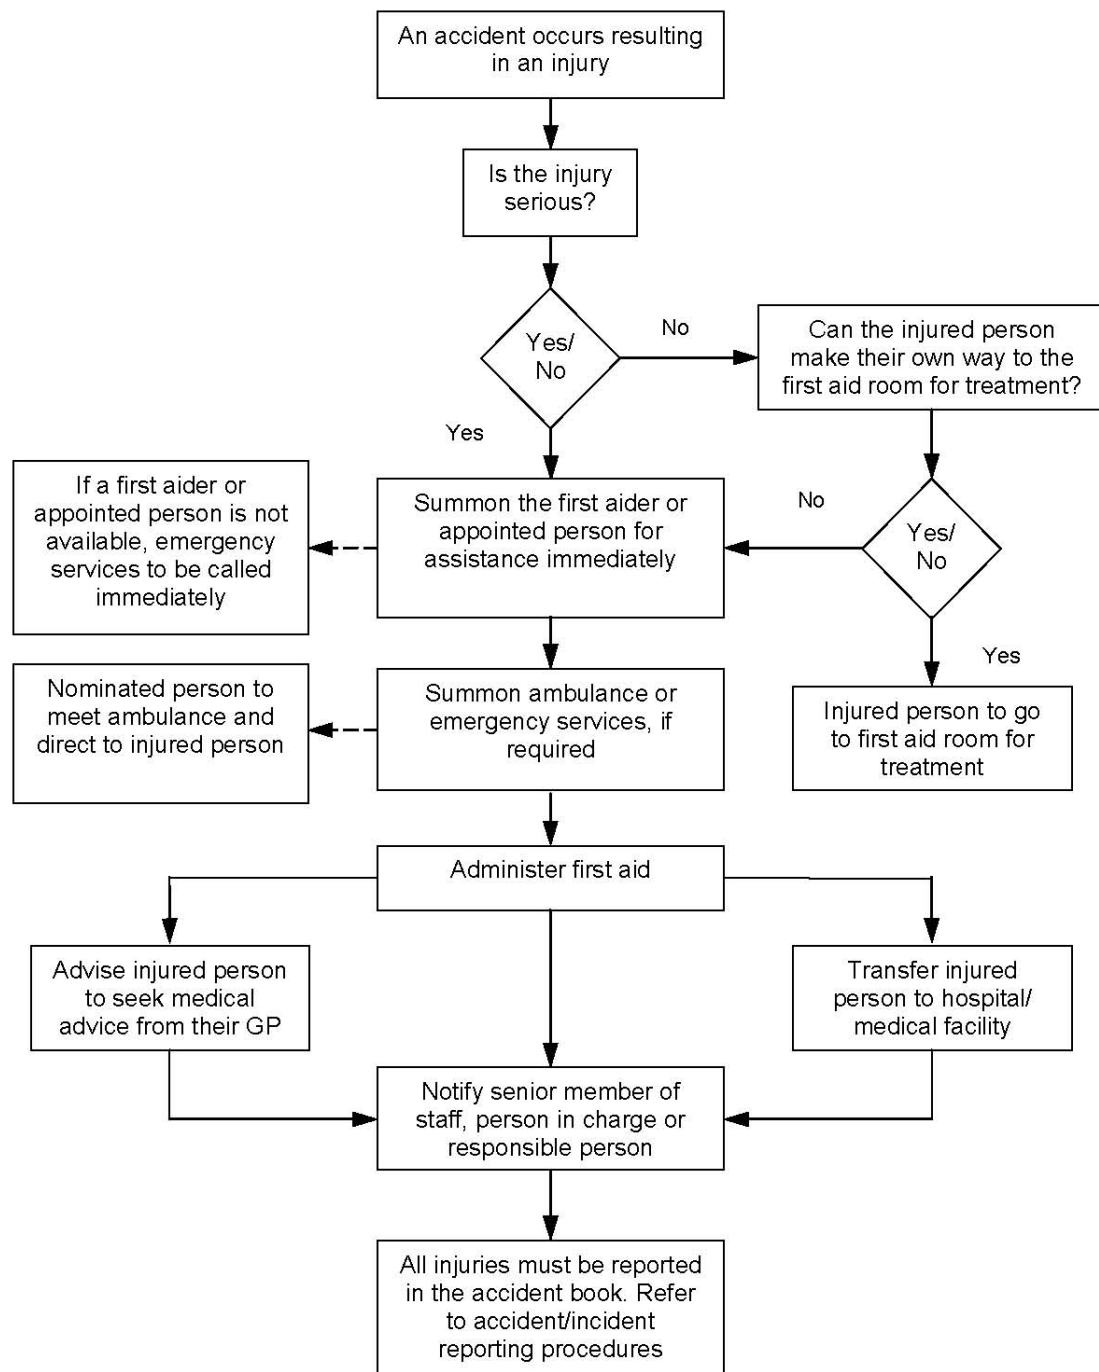 An accident occurs resulting
in an injury
Is the injury
serious?
Yes/
No
No
Can the injured person
make their own way to the
first aid room for treatment?
Yes
If a first aider or
appointed person is not
available, emergency
services to be called
immediately
Summon the first aider or
appointed person for
assistance immediately
No
Yes/
No
Yes
Nominated person to
meet ambulance and
direct to injured person
Summon ambulance or
emergency services, if
required
Injured person to go
to first aid room for
treatment
Administer first aid
Advise injured person
to seek medical
advice from their GP
Transfer injured
person to hospital/
medical facility
Notify senior member of
staff, person in charge or
responsible person
All injuries must be reported
in the accident book. Refer
to accident/incident
reporting procedures